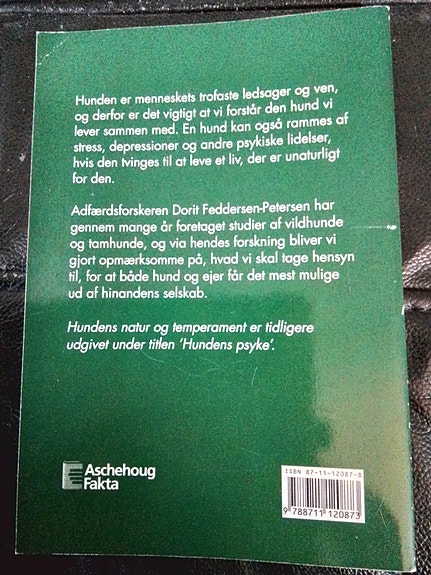 Hunden er menneskets trofaste ledsager og ven,
og derfor er det vigtigt at vi forstår den hund vi
lever sammen med. En hund kan også rammes af
stress, depressioner og andre psykiske lidelser,
hvis den tvinges til at leve et liv, der er unaturligt
for den.
Adfærdsforskeren Dorit Feddersen-Petersen har
gennem mange år foretaget studier af vildhunde
og tamhunde, og via hendes forskning bliver vi
gjort opmærksomme på, hvad vi skal tage hensyn
til, for at både hund og ejer får det mest mulige
ud af hinandens selskab.
Hundens natur og temperament er tidligere
udgivet under titlen 'Hundens psyke'.
Aschehoug
Fakta
ISBN 87-11-12087-8
9 788711 120873